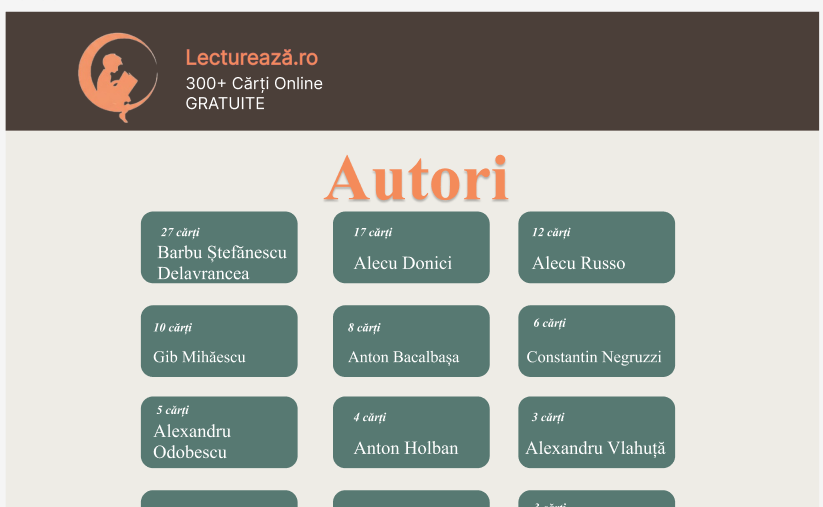 Lecturează.ro
300+ Cărți Online
GRATUITE
Autori
27 cărți
Barbu Ștefănescu
Delavrancea
17 cărți
Alecu Donici
12 cărți
Alecu Russo
10 cărți
Gib Mihăescu
8 cărți
Anton Bacalbașa
6 cărți
Constantin Negruzzi
5 cărți
Alexandru
Odobescu
4 cărți
Anton Holban
3 cărți
Alexandru Vlahuță